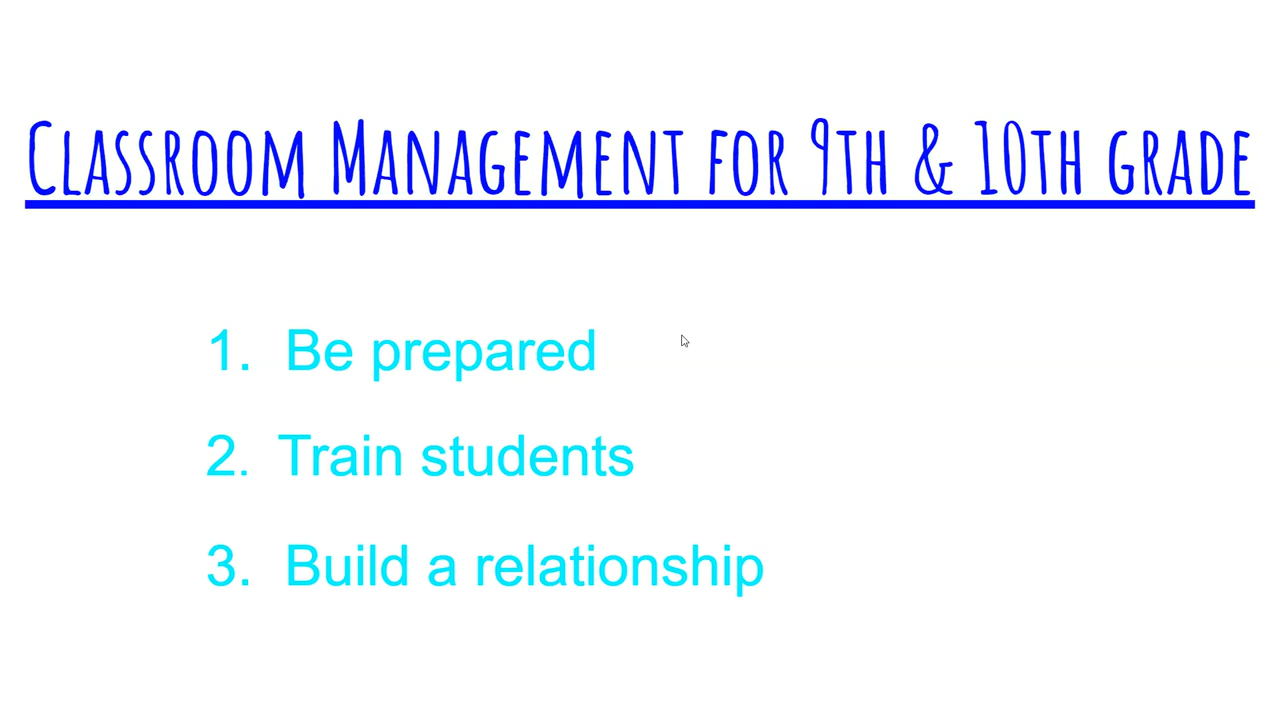 Classroom Management for 9th & 10th grade
1. Be prepared
2. Train students
3. Build a relationship